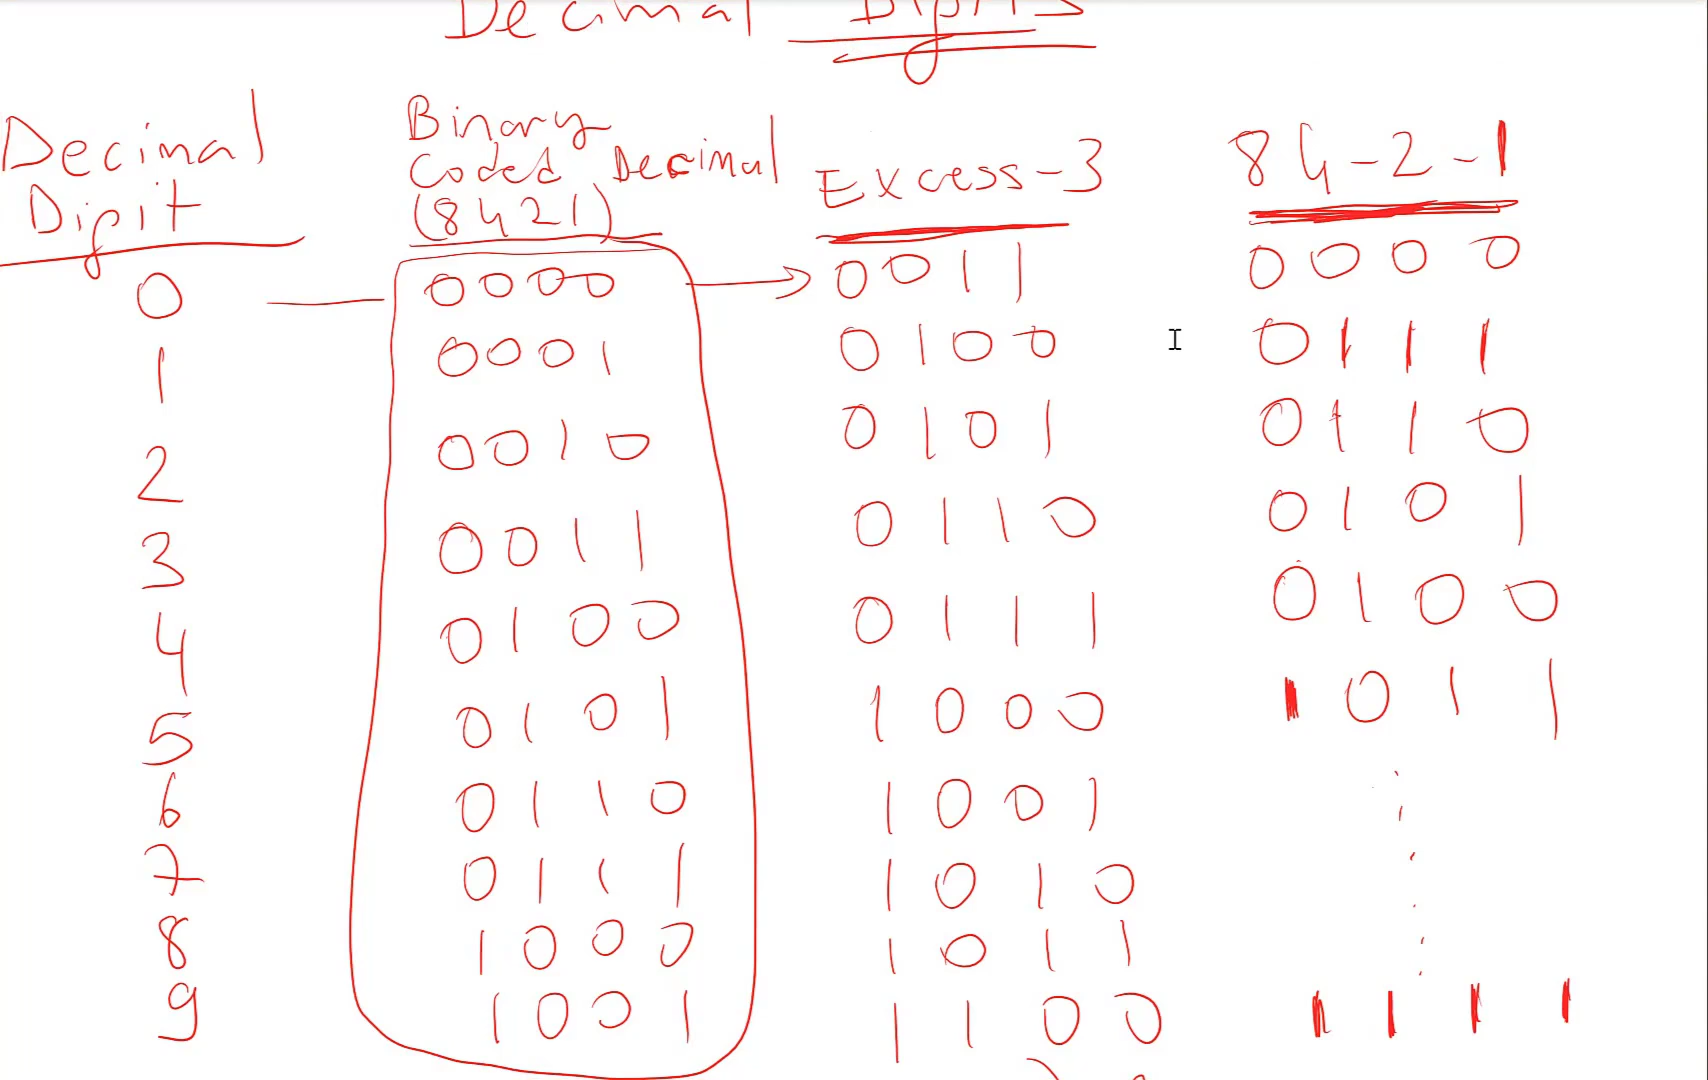 Decimal Digits
Decimal Digit
Binary Coded Decimal (8421)
Excess-3
84-2-1
0 0000 0011 0000
1 0001 0100 0111
2 0010 0101 0110
3 0011 0110 0101
4 0100 0111 0100
5 0101 1000 1011
6 0110 1001
7 0111 1010
8 1000 1011
9 1001 1100 1111